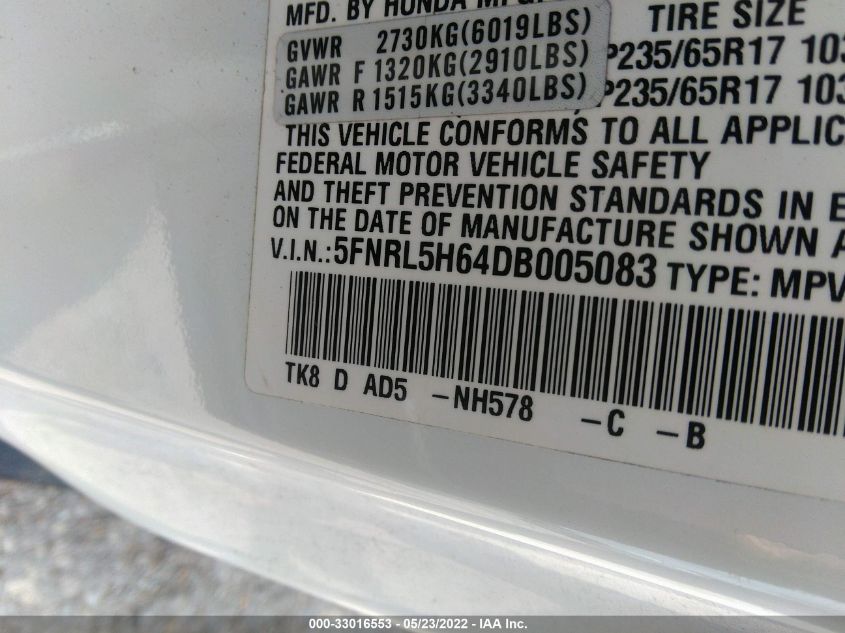 MFD. BY HONDA MFG.
TIRE SIZE
GVWR 2730KG(6019LBS)
GAWR F 1320KG(2910LBS) P235/65R17 103
GAWR R 1515KG(3340LBS) P235/65R17 103
THIS VEHICLE CONFORMS TO ALL APPLIC
FEDERAL MOTOR VEHICLE SAFETY
AND THEFT PREVENTION STANDARDS IN E
ON THE DATE OF MANUFACTURE SHOWN A
V.I.N.:5FNRL5H64DB005083 TYPE: MPV
TK8 D AD5 -NH578 -C -B
000-33016553 - 05/23/2022 - IAA Inc.